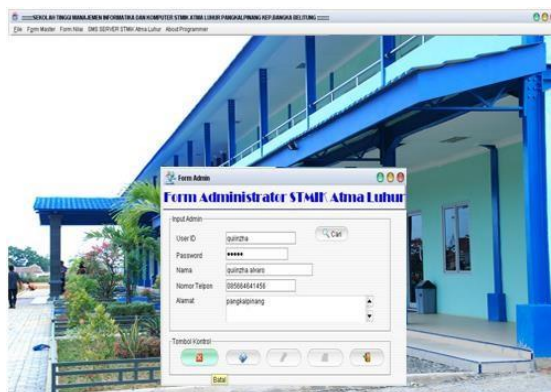 ====SEKOLAH TINGGI MANAJEMEN INFORMATIKA DAN KOMPUTER STMIK ATMA LUHUR PANGKALPINANG KEP.BANGKA BELITUNG ====
File Form Master Form Nilai SMS SERVER STMIK Atma Luhur About Programmer
Form Admin
Form Administrator STMIK Atma Luhur
Input Admin
User ID quiinzha Cari
Password •••••
Nama quiinzha alvaro
Nomor Telpon 085664641456
Alamat pangkalpinang
Tombol Kontrol
Batal